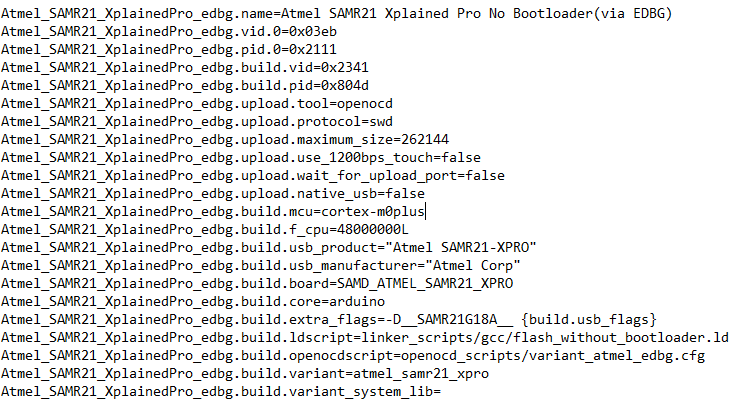 Atmel_SAMR21_XplainedPro_edbg.name=Atmel SAMR21 Xplained Pro No Bootloader(via EDBG)
Atmel_SAMR21_XplainedPro_edbg.vid.0=0x03eb
Atmel_SAMR21_XplainedPro_edbg.pid.0=0x2111
Atmel_SAMR21_XplainedPro_edbg.build.vid=0x2341
Atmel_SAMR21_XplainedPro_edbg.build.pid=0x804d
Atmel_SAMR21_XplainedPro_edbg.upload.tool=openocd
Atmel_SAMR21_XplainedPro_edbg.upload.protocol=swd
Atmel_SAMR21_XplainedPro_edbg.upload.maximum_size=262144
Atmel_SAMR21_XplainedPro_edbg.upload.use_1200bps_touch=false
Atmel_SAMR21_XplainedPro_edbg.upload.wait_for_upload_port=false
Atmel_SAMR21_XplainedPro_edbg.upload.native_usb=false
Atmel_SAMR21_XplainedPro_edbg.build.mcu=cortex-m0plus
Atmel_SAMR21_XplainedPro_edbg.build.f_cpu=48000000L
Atmel_SAMR21_XplainedPro_edbg.build.usb_product="Atmel SAMR21-XPRO"
Atmel_SAMR21_XplainedPro_edbg.build.usb_manufacturer="Atmel Corp"
Atmel_SAMR21_XplainedPro_edbg.build.board=SAMD_ATMEL_SAMR21_XPRO
Atmel_SAMR21_XplainedPro_edbg.build.core=arduino
Atmel_SAMR21_XplainedPro_edbg.build.extra_flags=-D__SAMR21G18A__ {build.usb_flags}
Atmel_SAMR21_XplainedPro_edbg.build.ldscript=linker_scripts/gcc/flash_without_bootloader.ld
Atmel_SAMR21_XplainedPro_edbg.build.openocdscript=openocd_scripts/variant_atmel_edbg.cfg
Atmel_SAMR21_XplainedPro_edbg.build.variant=atmel_samr21_xpro
Atmel_SAMR21_XplainedPro_edbg.build.variant_system_lib=